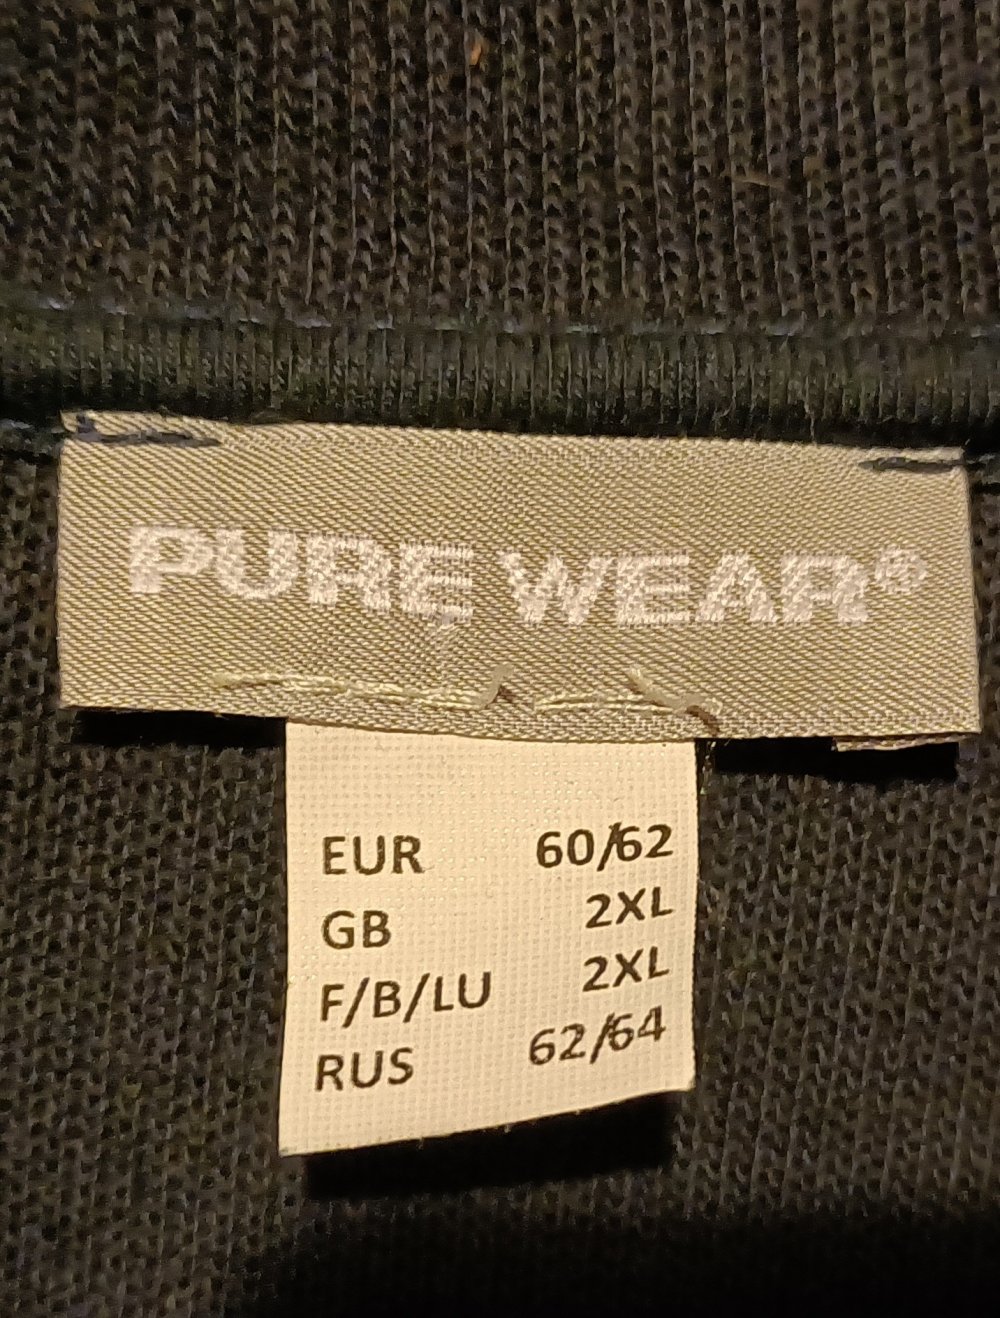 PURE WEAR®
EUR 60/62
GB 2XL
F/B/LU 2XL
RUS 62/64